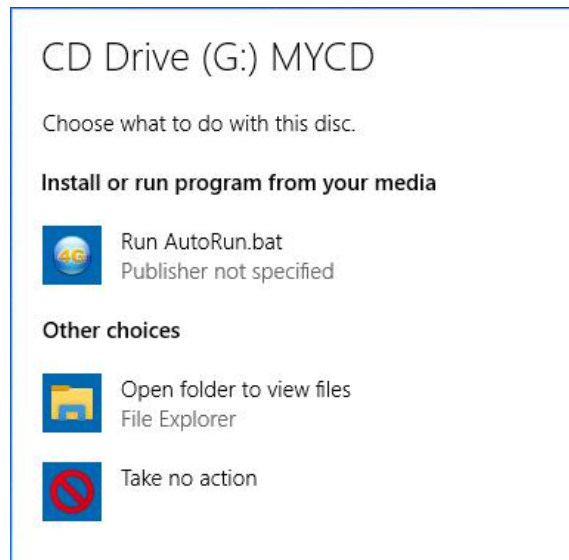 CD Drive (G:) MYCD
Choose what to do with this disc.
Install or run program from your media
4G
Run AutoRun.bat
Publisher not specified
Other choices
Open folder to view files
File Explorer
Take no action